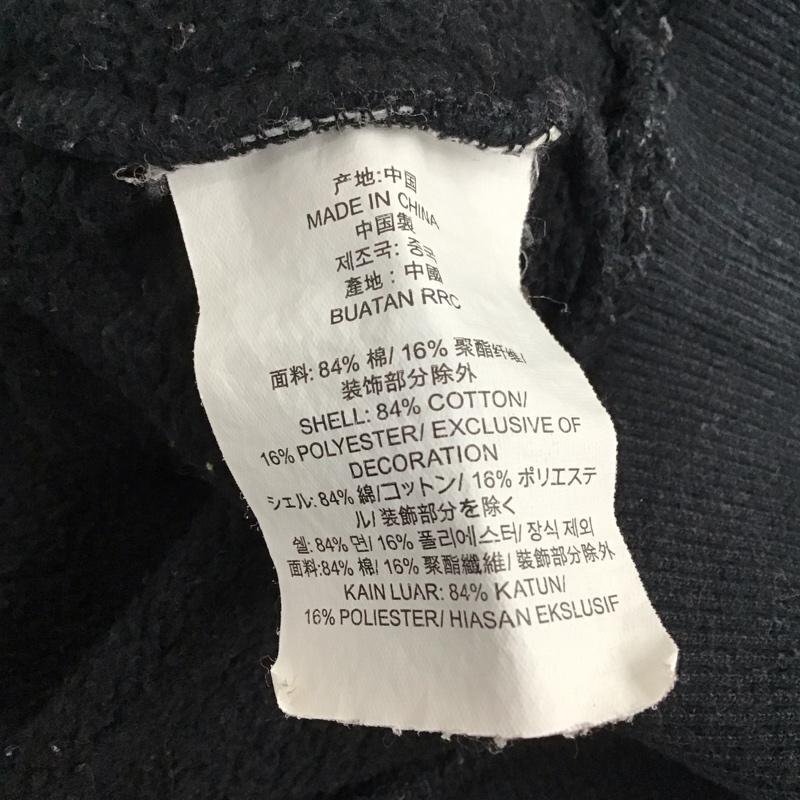 产地:中国
MADE IN CHINA
中国製
제조국: 중국
產地: 中國
BUATAN RRC
面料: 84% 棉/ 16% 聚酯纤维/
装饰部分除外
SHELL: 84% COTTON/
16% POLYESTER/ EXCLUSIVE OF
DECORATION
シェル: 84% 綿/コットン/ 16% ポリエステ
ル/ 装飾部分を除く
쉘: 84% 면/ 16% 폴리에스터/ 장식 제외
面料:84% 棉/ 16% 聚酯纖維/ 裝飾部分除外
KAIN LUAR: 84% KATUN/
16% POLIESTER/ HIASAN EKSLUSIF